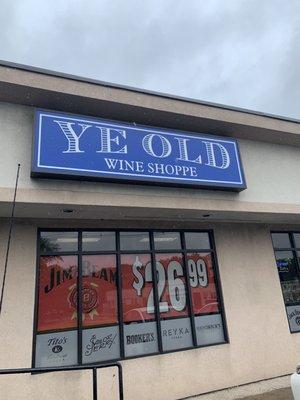 YE OLD
WINE SHOPPE
JIM BEAM
$26.99
TITO'S
BOOKER'S
REYKA